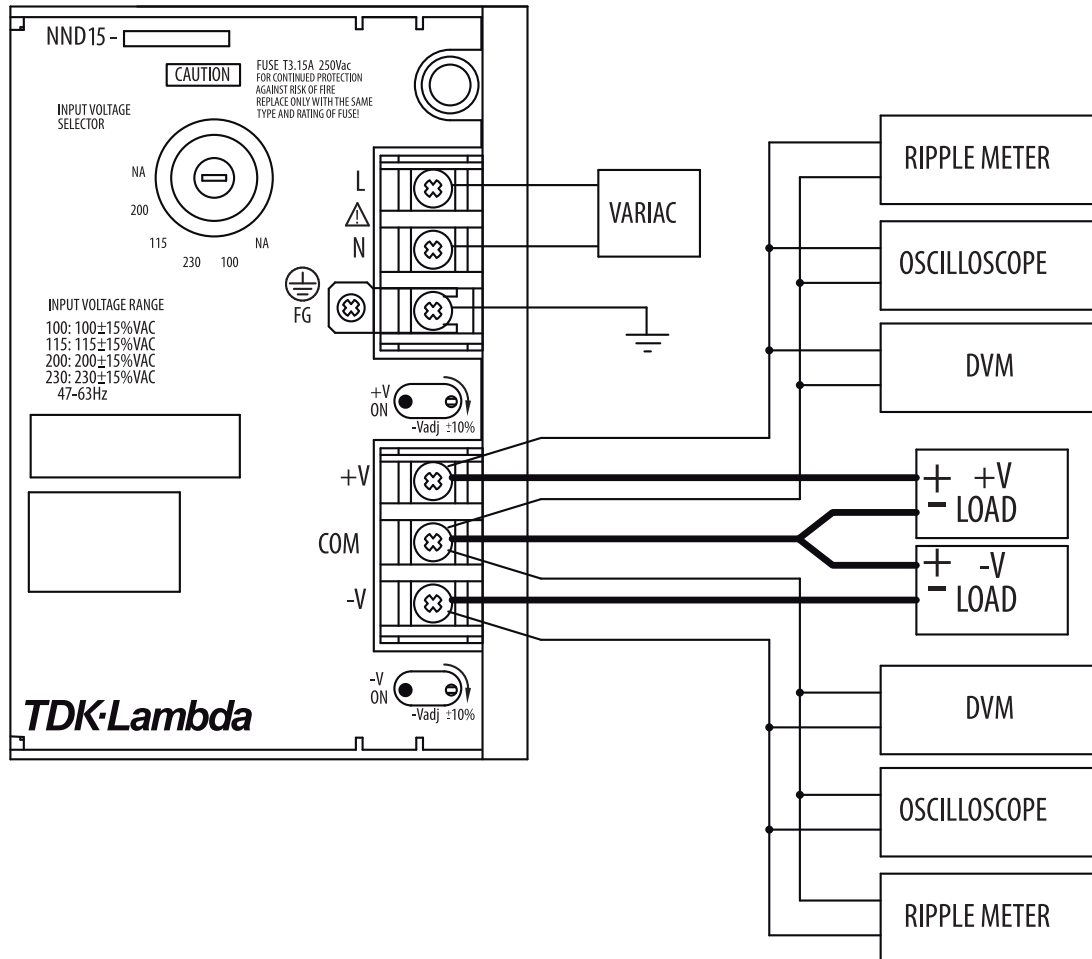 NND15-
CAUTION
FUSE T3.15A 250Vac
FOR CONTINUED PROTECTION
AGAINST RISK OF FIRE
REPLACE ONLY WITH THE SAME
TYPE AND RATING OF FUSE!
INPUT VOLTAGE
SELECTOR
NA
200
115
230
100
NA
INPUT VOLTAGE RANGE
100: 100±15%VAC
115: 115±15%VAC
200: 200±15%VAC
230: 230±15%VAC
47-63Hz
L
N
FG
+V
ON
-Vadj ±10%
+V
COM
-V
-V
ON
-Vadj ±10%
TDK·Lambda
VARIAC
RIPPLE METER
OSCILLOSCOPE
DVM
+ +V
- LOAD
+ -V
- LOAD
DVM
OSCILLOSCOPE
RIPPLE METER